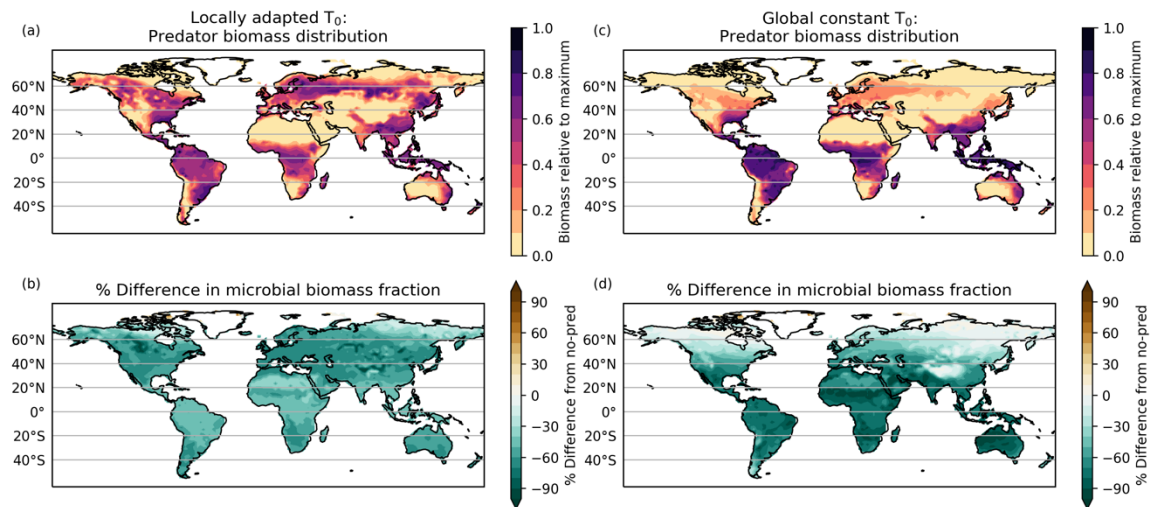 (a)
Locally adapted T₀:
Predator biomass distribution
60°N
40°N
20°N
0°
20°S
40°S
1.0
0.8
0.6
0.4
0.2
0.0
Biomass relative to maximum
(c)
Global constant T₀:
Predator biomass distribution
60°N
40°N
20°N
0°
20°S
40°S
1.0
0.8
0.6
0.4
0.2
0.0
Biomass relative to maximum
(b)
% Difference in microbial biomass fraction
60°N
40°N
20°N
0°
20°S
40°S
90
60
30
0
−30
−60
−90
% Difference from no-pred
(d)
% Difference in microbial biomass fraction
60°N
40°N
20°N
0°
20°S
40°S
90
60
30
0
−30
−60
−90
% Difference from no-pred